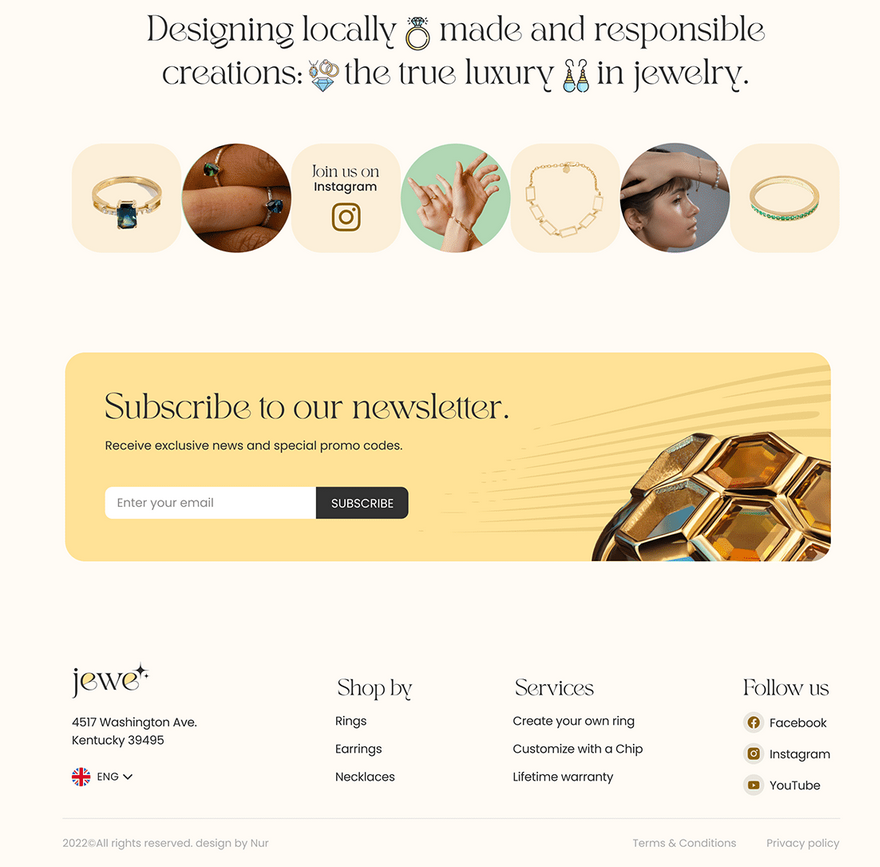 Designing locally made and responsible
creations: the true luxury in jewelry.
Join us on
Instagram
Subscribe to our newsletter.
Receive exclusive news and special promo codes.
Enter your email
SUBSCRIBE
jewe
4517 Washington Ave.
Kentucky 39495
ENG
Shop by
Rings
Earrings
Necklaces
Services
Create your own ring
Customize with a Chip
Lifetime warranty
Follow us
Facebook
Instagram
YouTube
2022©All rights reserved. design by Nur
Terms & Conditions
Privacy policy